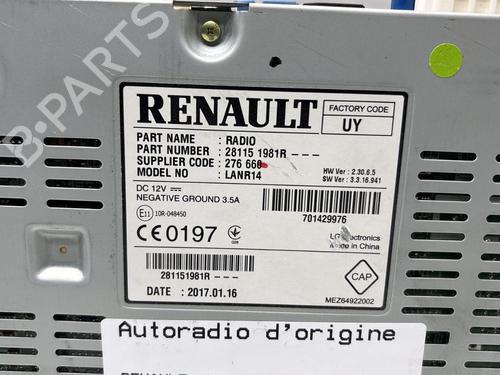 RENAULT
FACTORY CODE
UY
PART NAME : RADIO
PART NUMBER : 28115 1981R - - -
SUPPLIER CODE : 276 660
MODEL NO : LANR14
HW Ver : 2.30.6.5
SW Ver : 3.3.16.941
DC 12V
NEGATIVE GROUND 3.5A
701429976
E11 10R-048450
CE0197
LG Electronics
Made in China
281151981R - - -
CAP
DATE : 2017.01.16
MEZ64922002
Autoradio d'origine